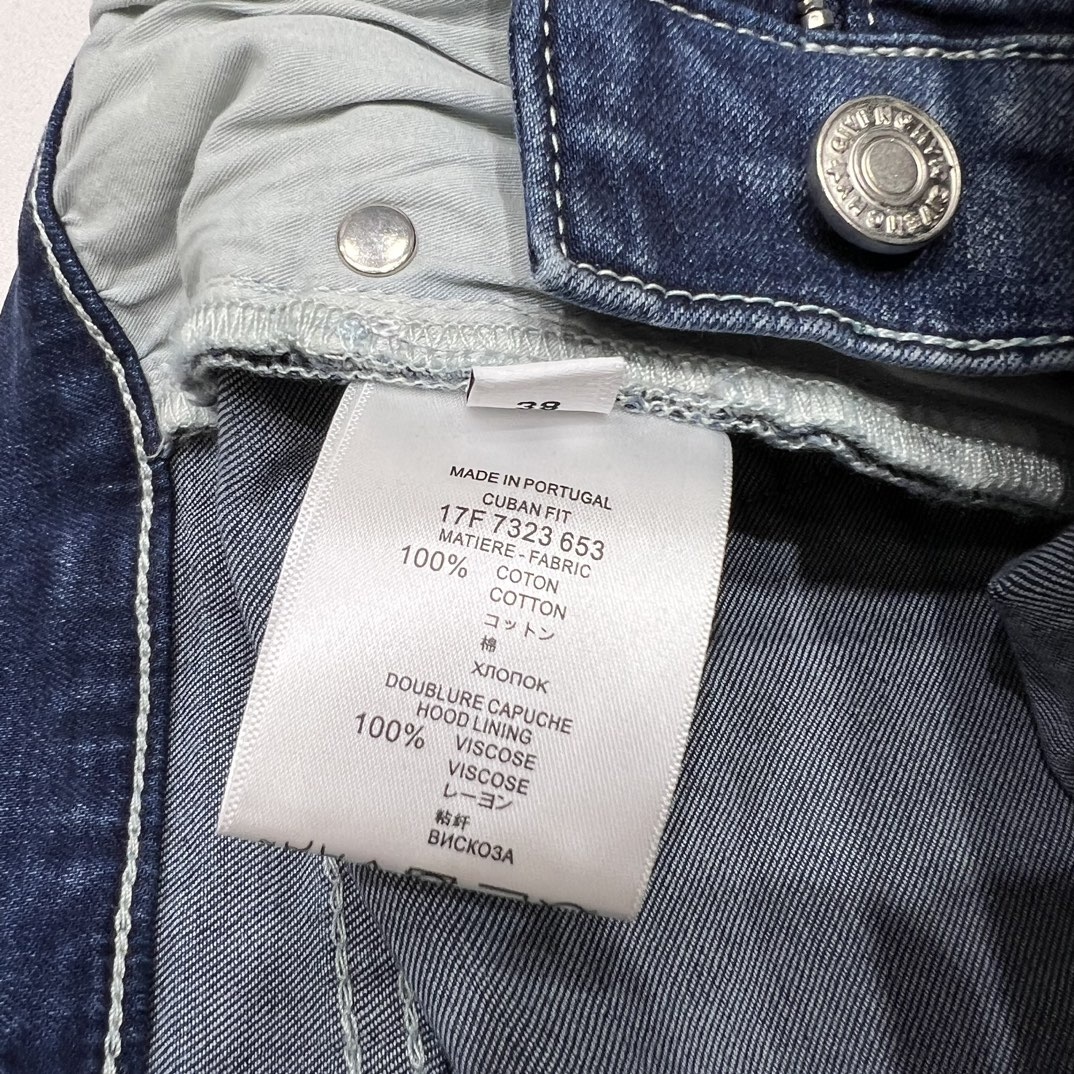 GIVENCHY GIVENCHY
38
MADE IN PORTUGAL
CUBAN FIT
17F 7323 653
MATIERE - FABRIC
100% COTON
COTTON
コットン
棉
ХЛОПОК
DOUBLURE CAPUCHE
HOOD LINING
100% VISCOSE
VISCOSE
レーヨン
粘纤
ВИСКОЗА